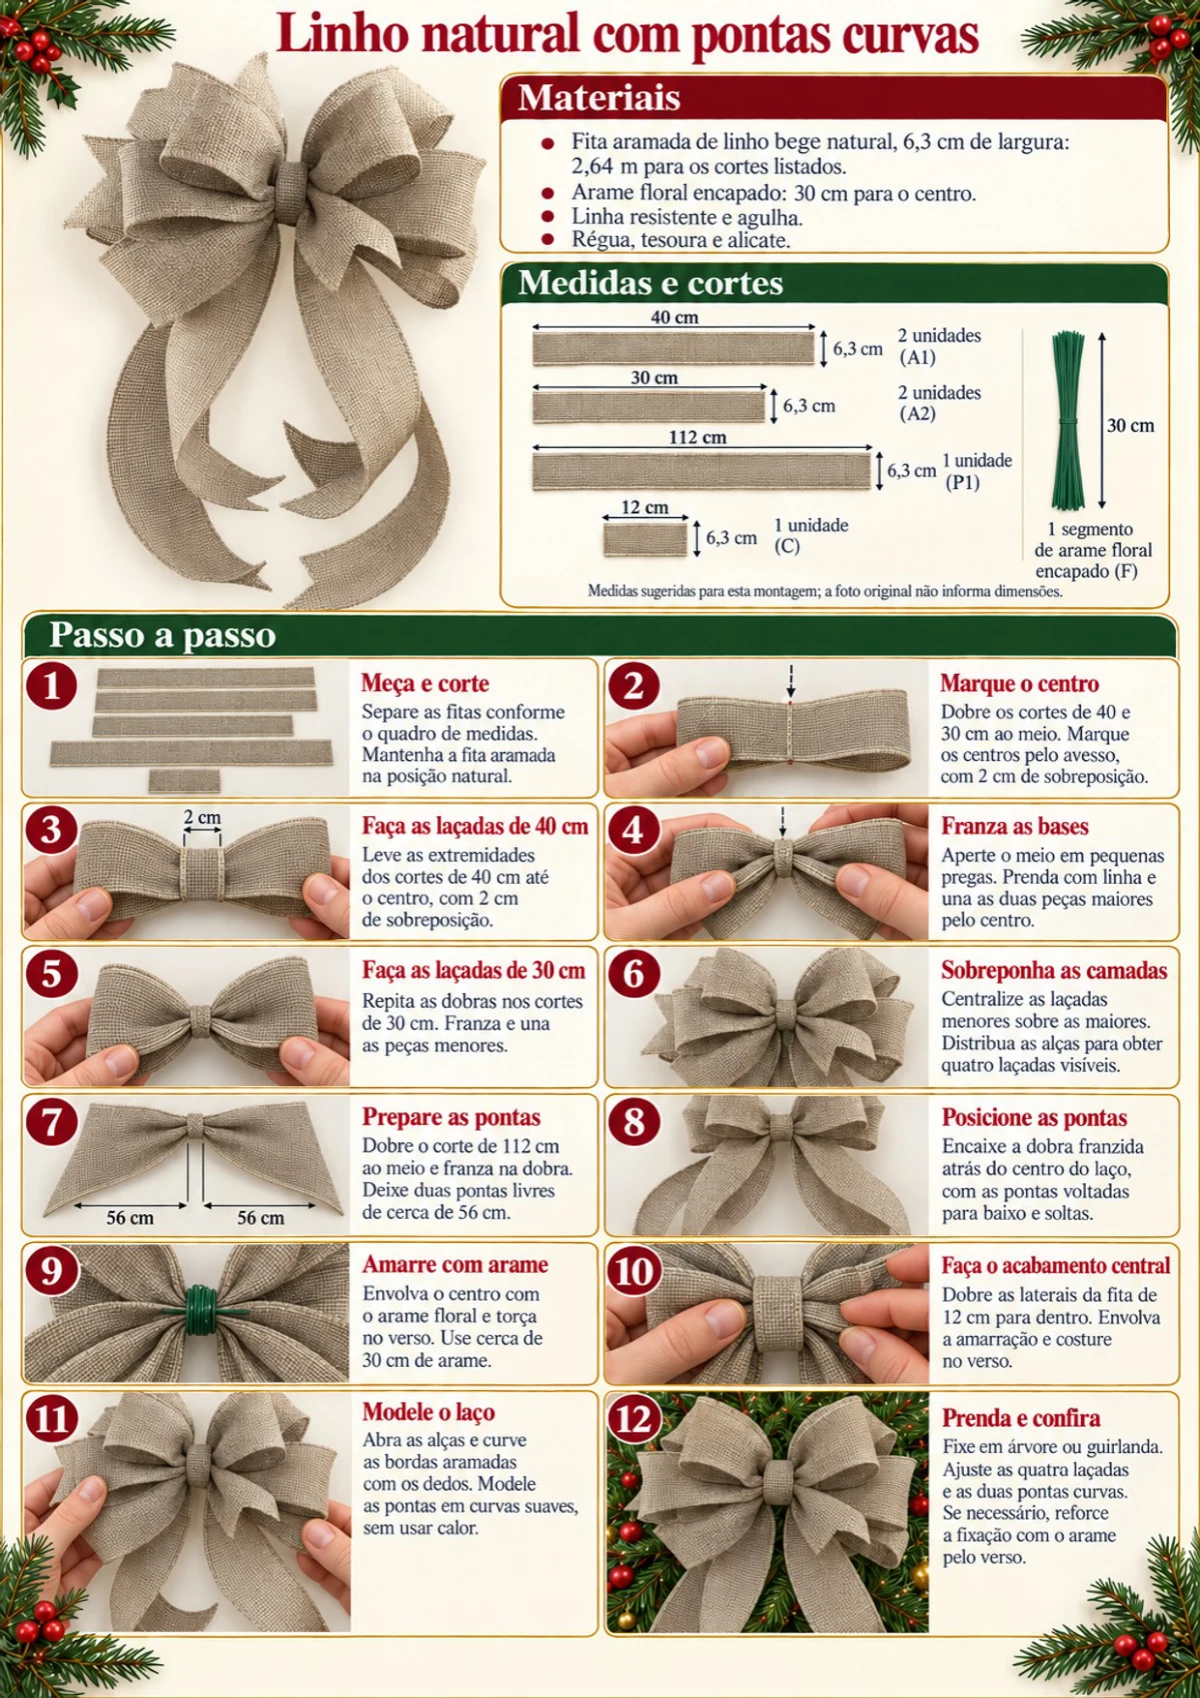 Linho natural com pontas curvas
Materiais
Fita aramada de linho bege natural, 6,3 cm de largura:
2,64 m para os cortes listados.
Arame floral encapado: 30 cm para o centro.
Linha resistente e agulha.
Régua, tesoura e alicate.
Medidas e cortes
40 cm
6,3 cm
2 unidades
(A1)
30 cm
6,3 cm
2 unidades
(A2)
112 cm
6,3 cm
1 unidade
(P1)
12 cm
6,3 cm
1 unidade
(C)
30 cm
1 segmento
de arame floral
encapado (F)
Medidas sugeridas para esta montagem; a foto original não informa dimensões.
Passo a passo
1
Meça e corte
Separe as fitas conforme
o quadro de medidas.
Mantenha a fita aramada
na posição natural.
2
Marque o centro
Dobre os cortes de 40 e
30 cm ao meio. Marque
os centros pelo avesso,
com 2 cm de sobreposição.
3
2 cm
Faça as laçadas de 40 cm
Leve as extremidades
dos cortes de 40 cm até
o centro, com 2 cm
de sobreposição.
4
Franza as bases
Aperte o meio em pequenas
pregas. Prenda com linha e
una as duas peças maiores
pelo centro.
5
Faça as laçadas de 30 cm
Repita as dobras nos cortes
de 30 cm. Franza e una
as peças menores.
6
Sobreponha as camadas
Centralize as laçadas
menores sobre as maiores.
Distribua as alças para obter
quatro laçadas visíveis.
7
56 cm
56 cm
Prepare as pontas
Dobre o corte de 112 cm
ao meio e franza na dobra.
Deixe duas pontas livres
de cerca de 56 cm.
8
Posicione as pontas
Encaixe a dobra franzida
atrás do centro do laço,
com as pontas voltadas
para baixo e soltas.
9
Amarre com arame
Envolva o centro com
o arame floral e torça
no verso. Use cerca de
30 cm de arame.
10
Faça o acabamento central
Dobre as laterais da fita de
12 cm para dentro. Envolva
a amarração e costure
no verso.
11
Modele o laço
Abra as alças e curve
as bordas aramadas
com os dedos. Modele
as pontas em curvas suaves,
sem usar calor.
12
Prenda e confira
Fixe em árvore ou guirlanda.
Ajuste as quatro laçadas
e as duas pontas curvas.
Se necessário, reforce
a fixação com o arame
pelo verso.